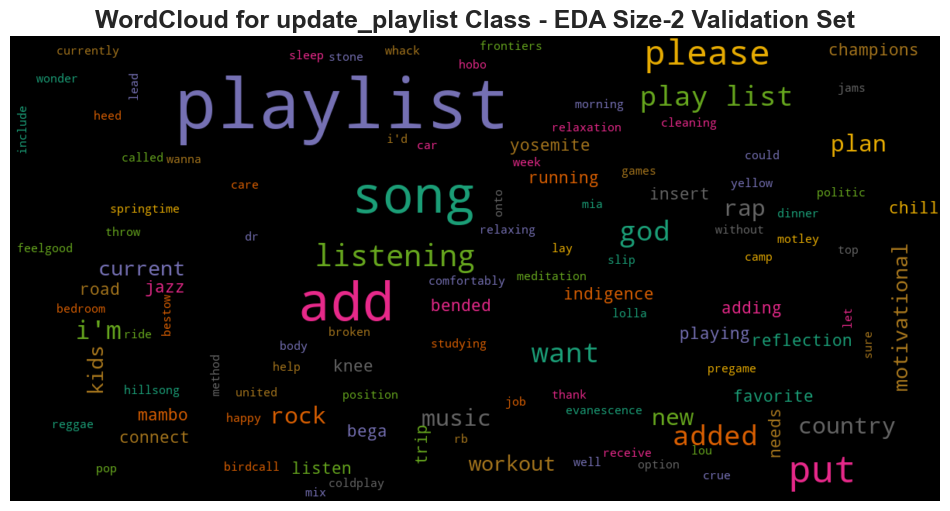 WordCloud for update_playlist Class - EDA Size-2 Validation Set
currently
sleep
stone
whack
frontiers
please
champions
wonder
lead
hobo
playlist
play list
jams
include
heed
morning
i'd
car
relaxation
cleaning
yosemite
plan
called
wanna
week
could
care
running
games
yellow
insert
politic
song
onto
mia
rap
dinner
chill
springtime
throw
dr
relaxing
god
without
motley
feelgood
listening
lay
slip
camp
top
current
comfortably
meditation
road
jazz
add
bended
indigence
adding
motivational
bedroom
bestow
lolla
let
i'm
ride
broken
playing
reflection
sure
kids
body
studying
want
method
help
knee
pregame
hillsong
united
position
job
thank
favorite
mambo
happy
rock
music
evanescence
new
needs
reggae
connect
bega
trip
rb
added
country
pop
birdcall
listen
workout
well
receive
lou
option
put
coldplay
mix
crue